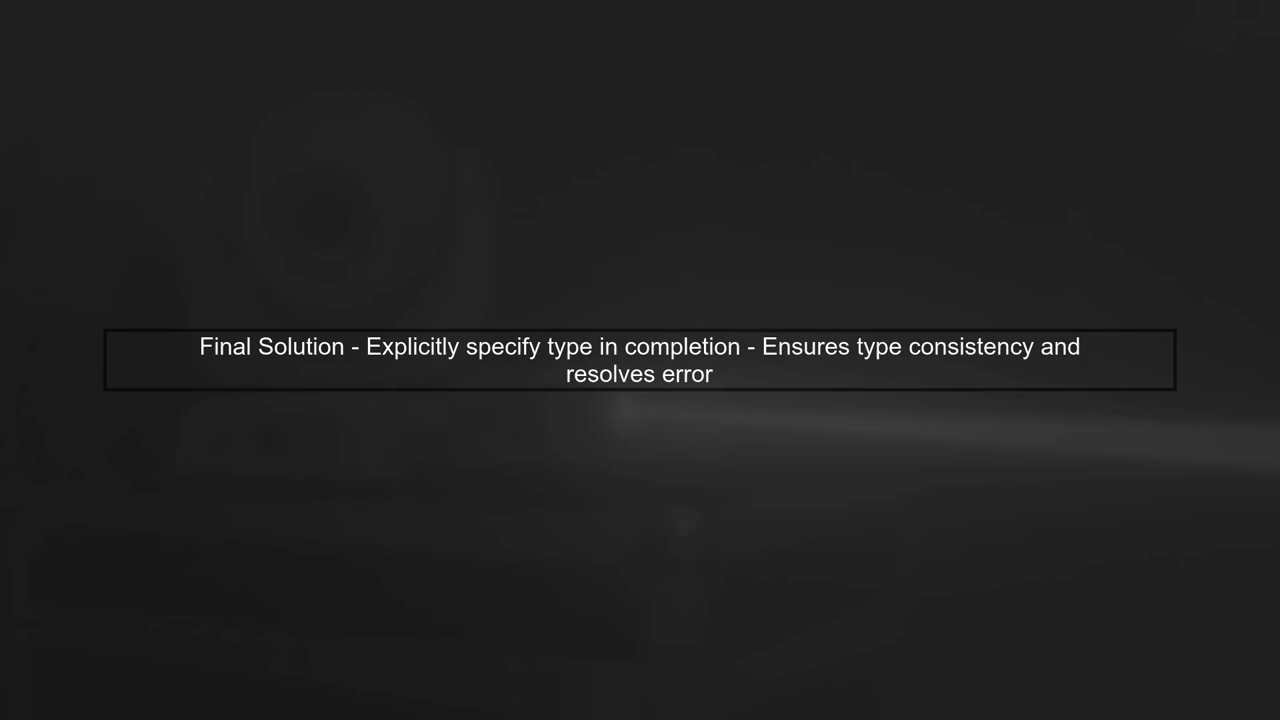 Final Solution - Explicitly specify type in completion - Ensures type consistency and
resolves error